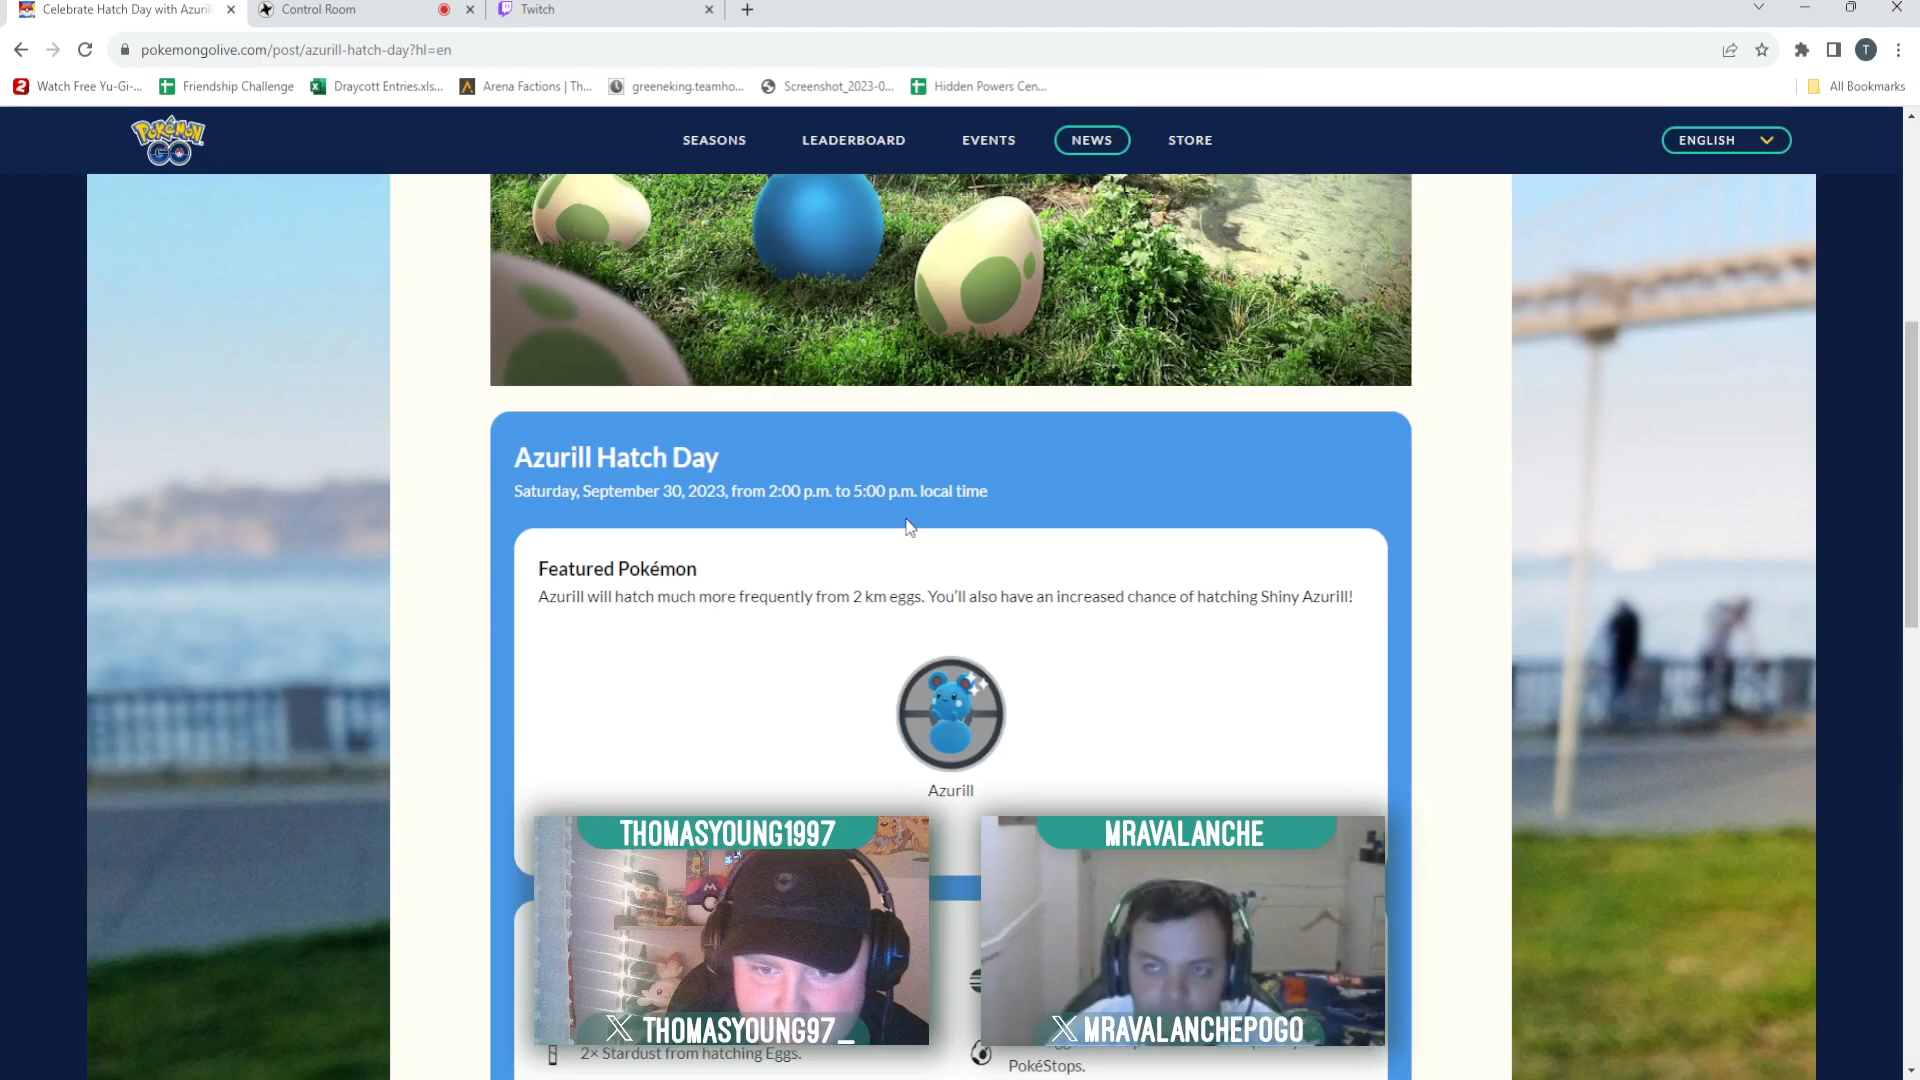 Celebrate Hatch Day with Azuril
Control Room
Twitch
pokemongolive.com/post/azurill-hatch-day?hl=en
T
Watch Free Yu-Gi-...
Friendship Challenge
Draycott Entries.xls...
Arena Factions | Th...
greeneking.teamho...
Screenshot_2023-0...
Hidden Powers Cen...
All Bookmarks
Pokémon GO
SEASONS
LEADERBOARD
EVENTS
NEWS
STORE
ENGLISH
Azurill Hatch Day
Saturday, September 30, 2023, from 2:00 p.m. to 5:00 p.m. local time
Featured Pokémon
Azurill will hatch much more frequently from 2 km eggs. You'll also have an increased chance of hatching Shiny Azurill!
Azurill
THOMASYOUNG1997
MRAVALANCHE
THOMASYOUNG97_
MRAVALANCHEPOGO
2× Stardust from hatching Eggs.
PokéStops.